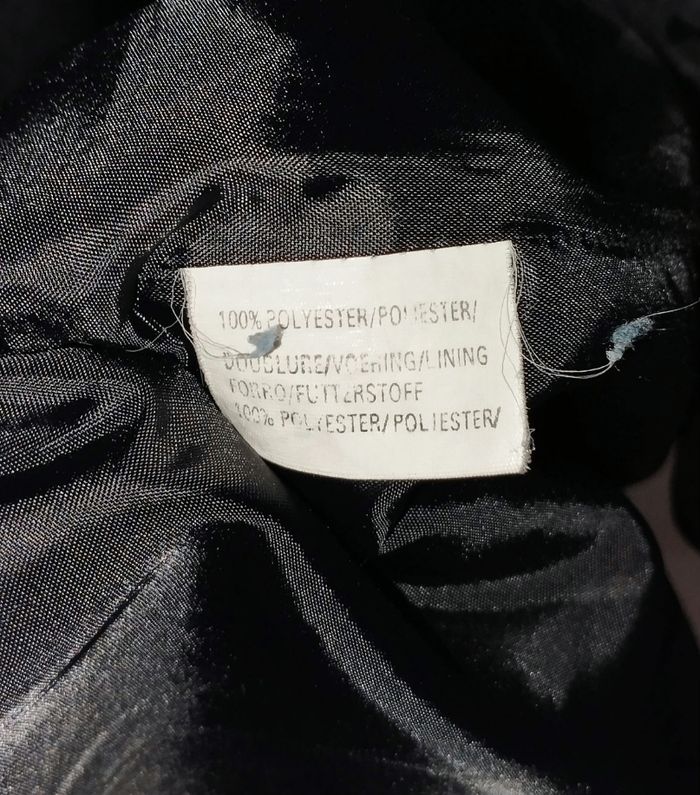 100% POLYESTER/POLIESTER/
DOUBLURE/VOERING/LINING
FORRO/FUTTERSTOFF
100% POLYESTER/POLIESTER/